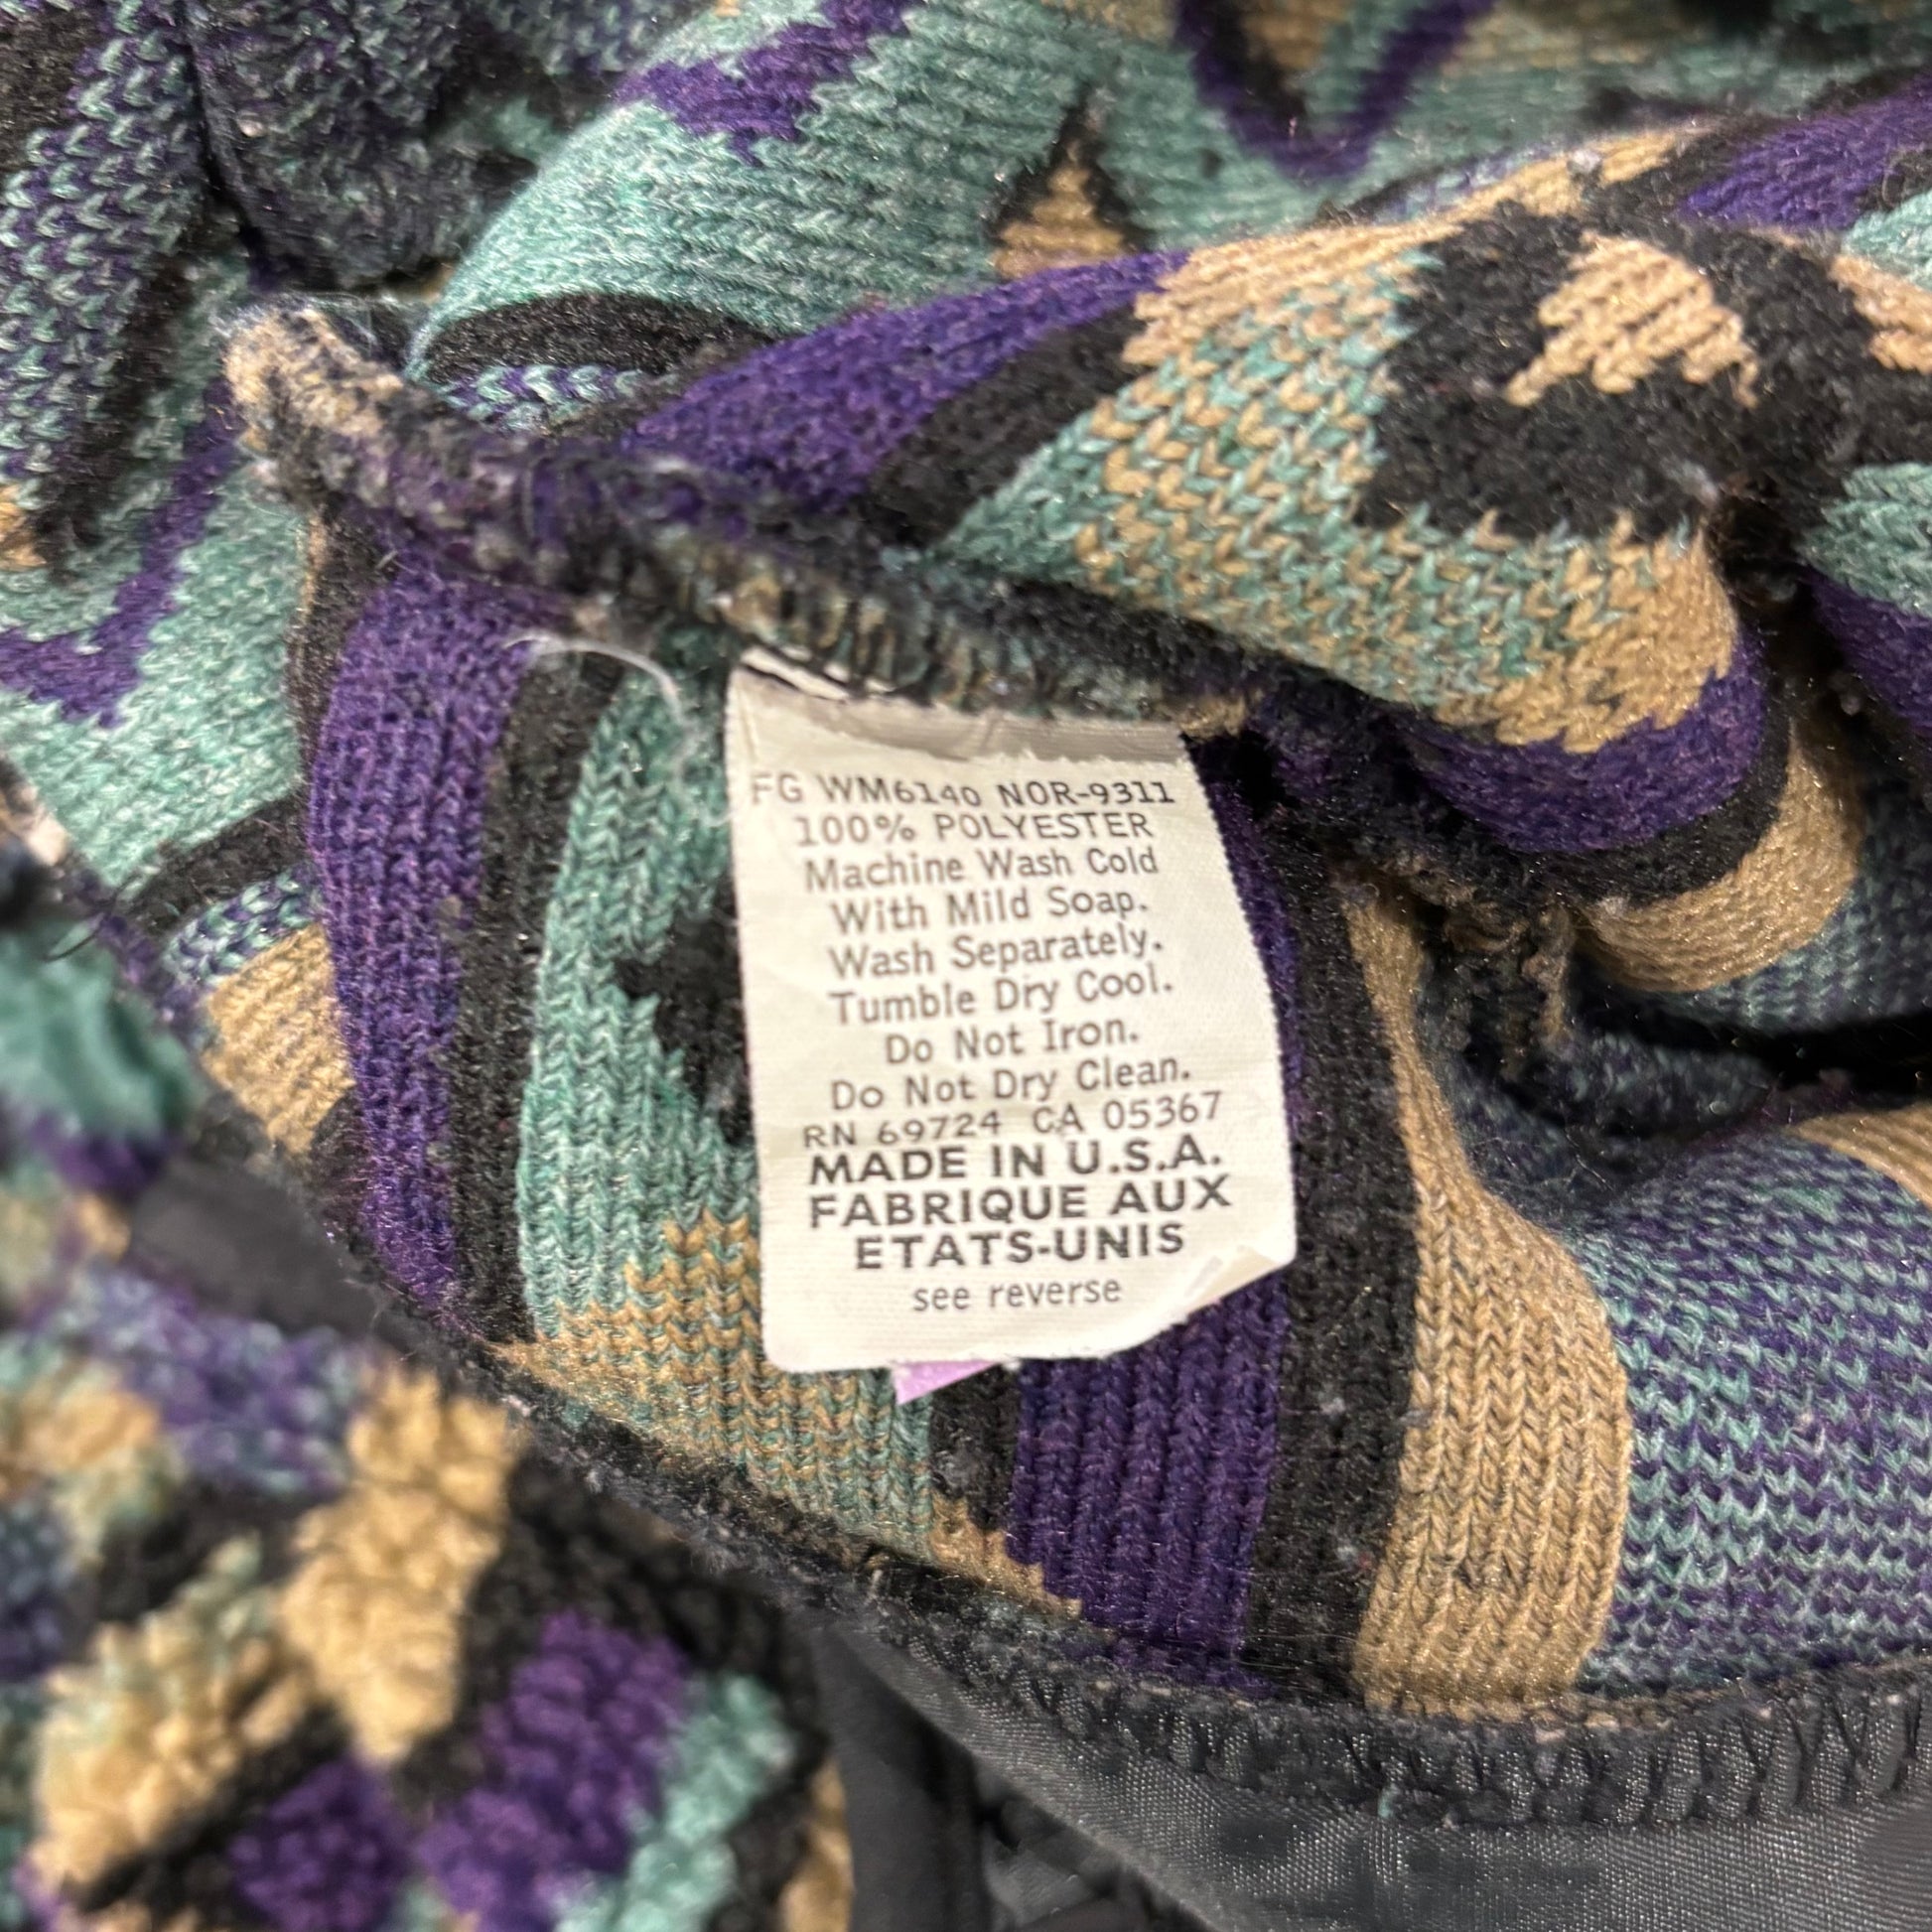 FG WM6140 NOR-9311
100% POLYESTER
Machine Wash Cold
With Mild Soap.
Wash Separately.
Tumble Dry Cool.
Do Not Iron.
Do Not Dry Clean.
RN 69724 CA 05367
MADE IN U.S.A.
FABRIQUE AUX
ETATS-UNIS
see reverse